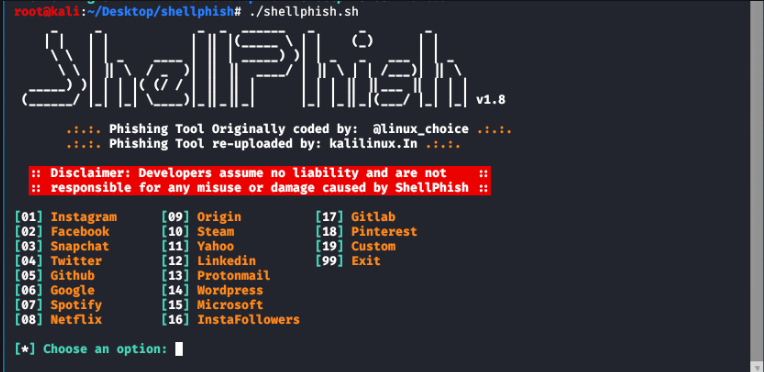 root@kali:~/Desktop/shellphish# ./shellphish.sh
ShellPhish v1.8
.:.:. Phishing Tool Originally coded by: @linux_choice .:.:.
.:.:. Phishing Tool re-uploaded by: kalilinux.In .:.:.
:: Disclaimer: Developers assume no liability and are not ::
:: responsible for any misuse or damage caused by ShellPhish ::
[01] Instagram [09] Origin [17] Gitlab
[02] Facebook [10] Steam [18] Pinterest
[03] Snapchat [11] Yahoo [19] Custom
[04] Twitter [12] Linkedin [99] Exit
[05] Github [13] Protonmail
[06] Google [14] Wordpress
[07] Spotify [15] Microsoft
[08] Netflix [16] InstaFollowers
[*] Choose an option: